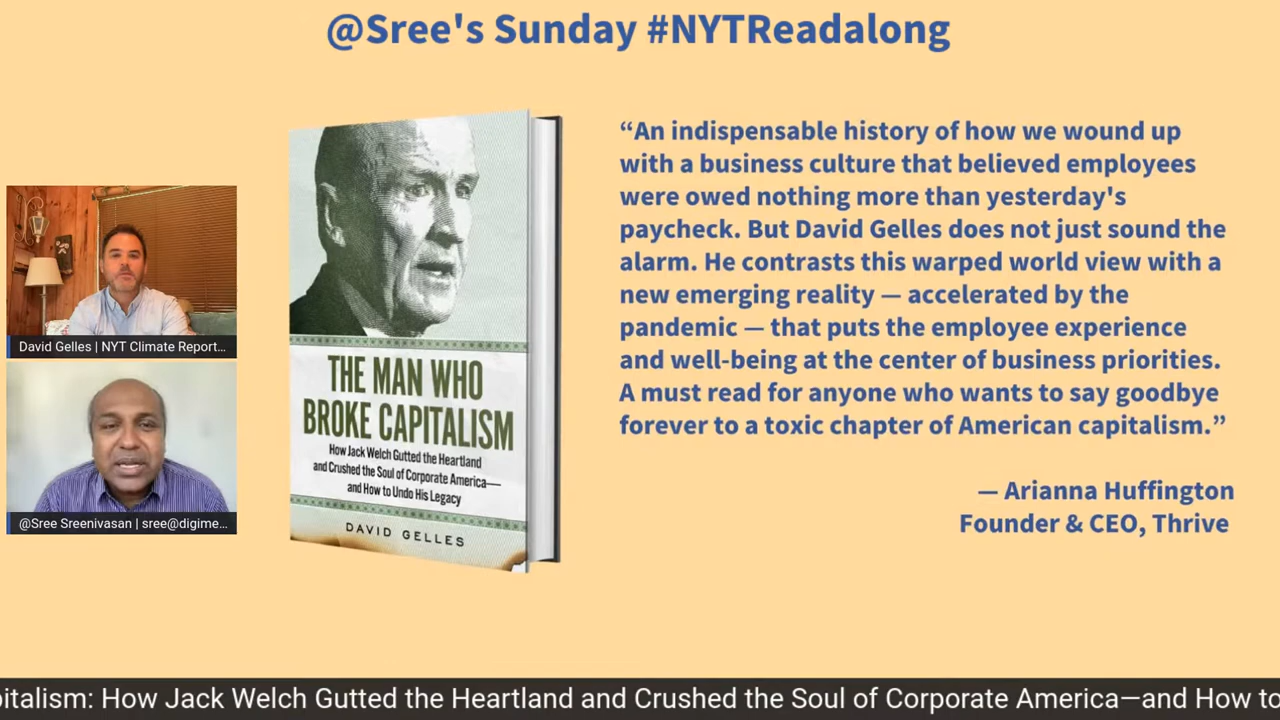 @Sree's Sunday #NYTReadalong
David Gelles | NYT Climate Report...
@Sree Sreenivasan | sree@digime...
THE MAN WHO
BROKE CAPITALISM
How Jack Welch Gutted the Heartland
and Crushed the Soul of Corporate America—
and How to Undo His Legacy
DAVID GELLES
“An indispensable history of how we wound up
with a business culture that believed employees
were owed nothing more than yesterday's
paycheck. But David Gelles does not just sound the
alarm. He contrasts this warped world view with a
new emerging reality — accelerated by the
pandemic — that puts the employee experience
and well-being at the center of business priorities.
A must read for anyone who wants to say goodbye
forever to a toxic chapter of American capitalism.”
— Arianna Huffington
Founder & CEO, Thrive
pitalism: How Jack Welch Gutted the Heartland and Crushed the Soul of Corporate America—and How to